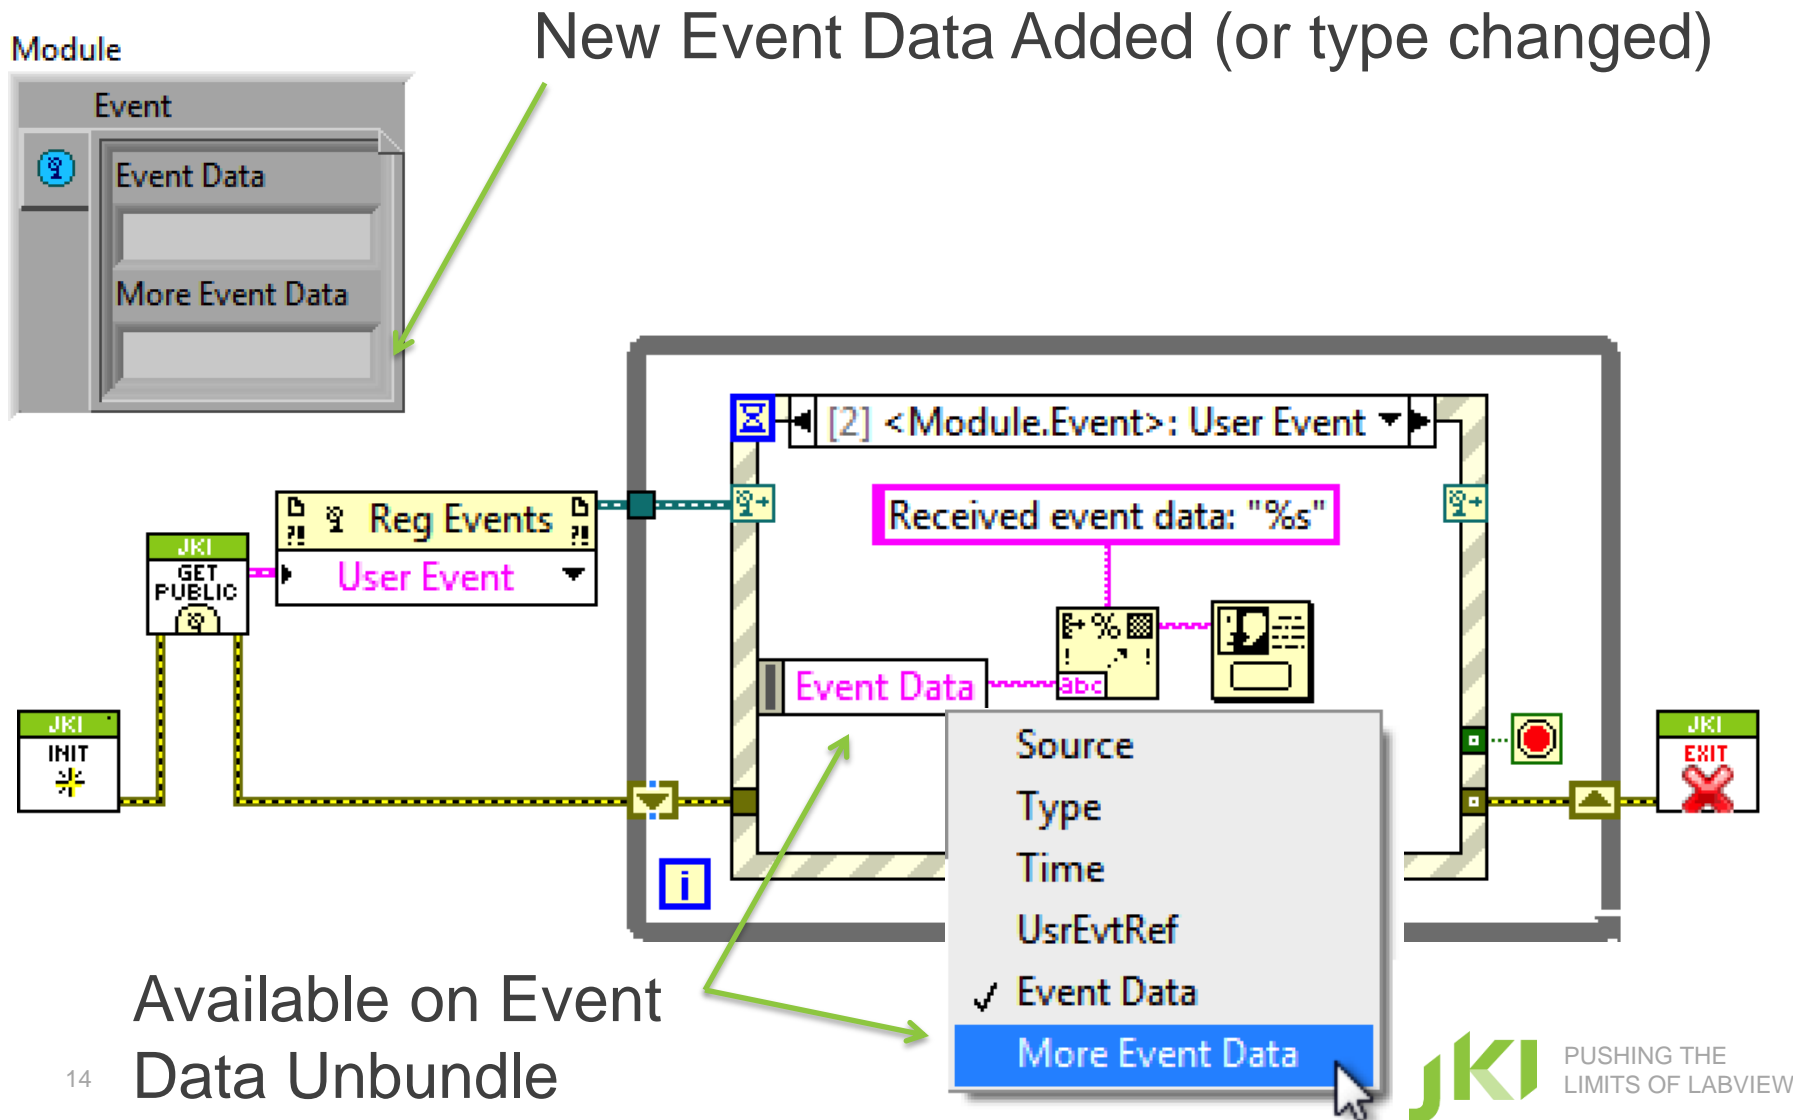 New Event Data Added (or type changed)
Module
Event
Event Data
More Event Data
[2] <Module.Event>: User Event
Reg Events
User Event
Received event data: "%s"
JKI
GET
PUBLIC
%
!
!
abc
Event Data
JKI
INIT
Source
Type
Time
UsrEvtRef
✓ Event Data
More Event Data
i
JKI
EXIT
Available on Event
Data Unbundle
14
JKI
PUSHING THE
LIMITS OF LABVIEW